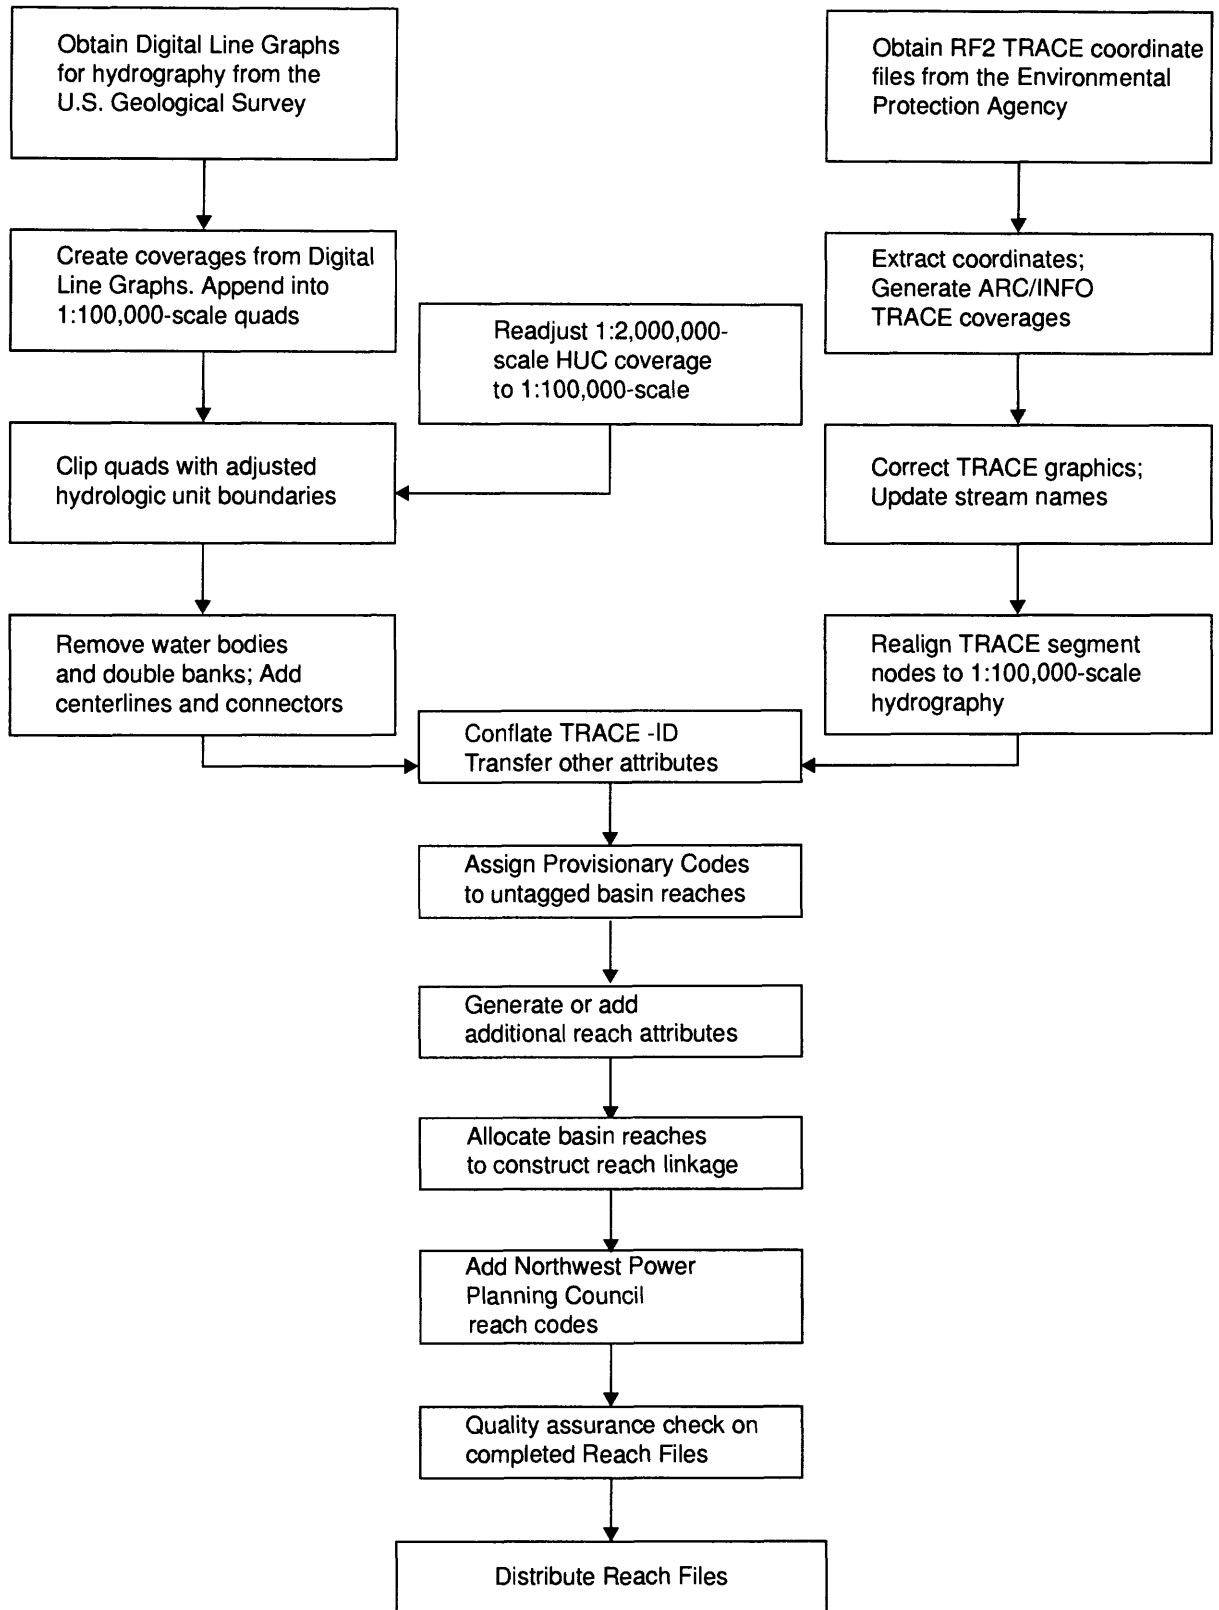 Obtain Digital Line Graphs
for hydrography from the
U.S. Geological Survey
Obtain RF2 TRACE coordinate
files from the Environmental
Protection Agency
Create coverages from Digital
Line Graphs. Append into
1:100,000-scale quads
Extract coordinates;
Generate ARC/INFO
TRACE coverages
Readjust 1:2,000,000-
scale HUC coverage
to 1:100,000-scale
Clip quads with adjusted
hydrologic unit boundaries
Correct TRACE graphics;
Update stream names
Remove water bodies
and double banks; Add
centerlines and connectors
Realign TRACE segment
nodes to 1:100,000-scale
hydrography
Conflate TRACE -ID
Transfer other attributes
Assign Provisionary Codes
to untagged basin reaches
Generate or add
additional reach attributes
Allocate basin reaches
to construct reach linkage
Add Northwest Power
Planning Council
reach codes
Quality assurance check on
completed Reach Files
Distribute Reach Files